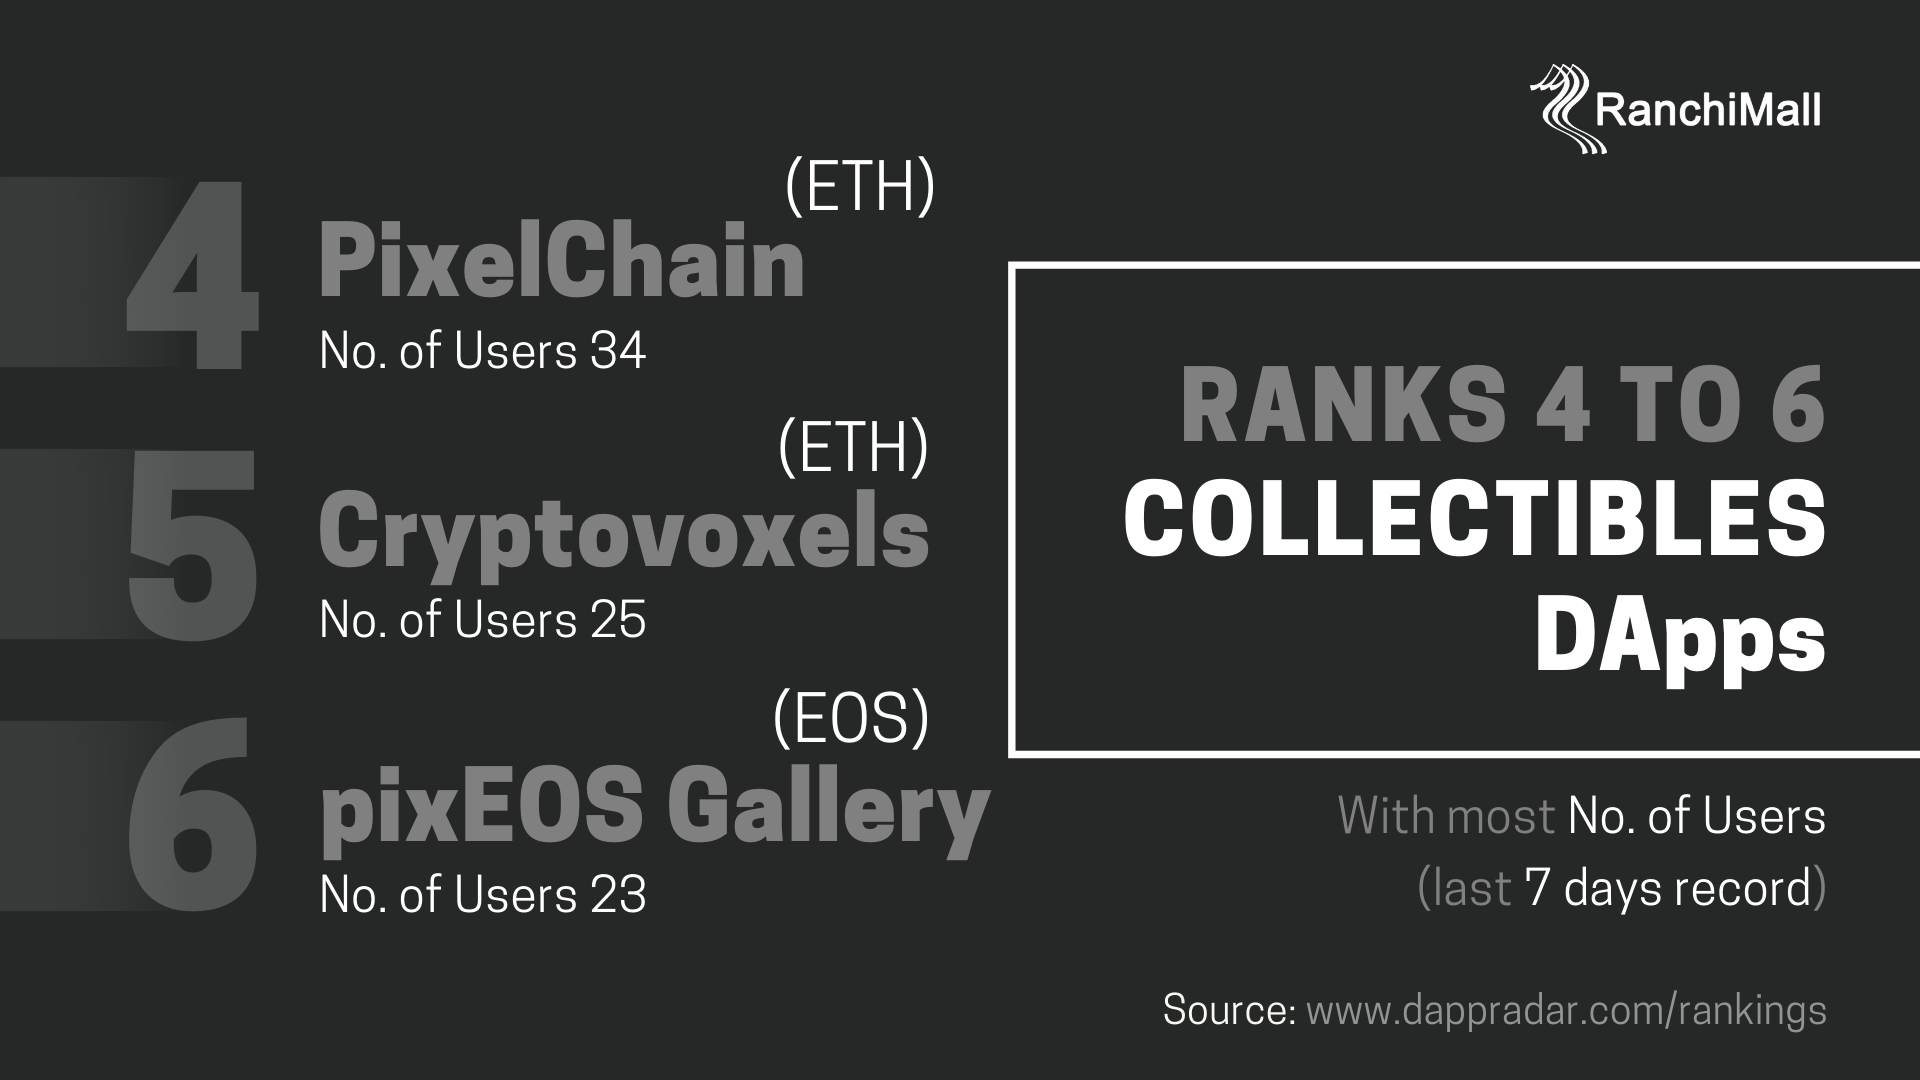 RanchiMall
4
(ETH)
PixelChain
No. of Users 34
5
(ETH)
Cryptovoxels
No. of Users 25
6
(EOS)
pixEOS Gallery
No. of Users 23
RANKS 4 TO 6
COLLECTIBLES
DApps
With most No. of Users
(last 7 days record)
Source: www.dappradar.com/rankings